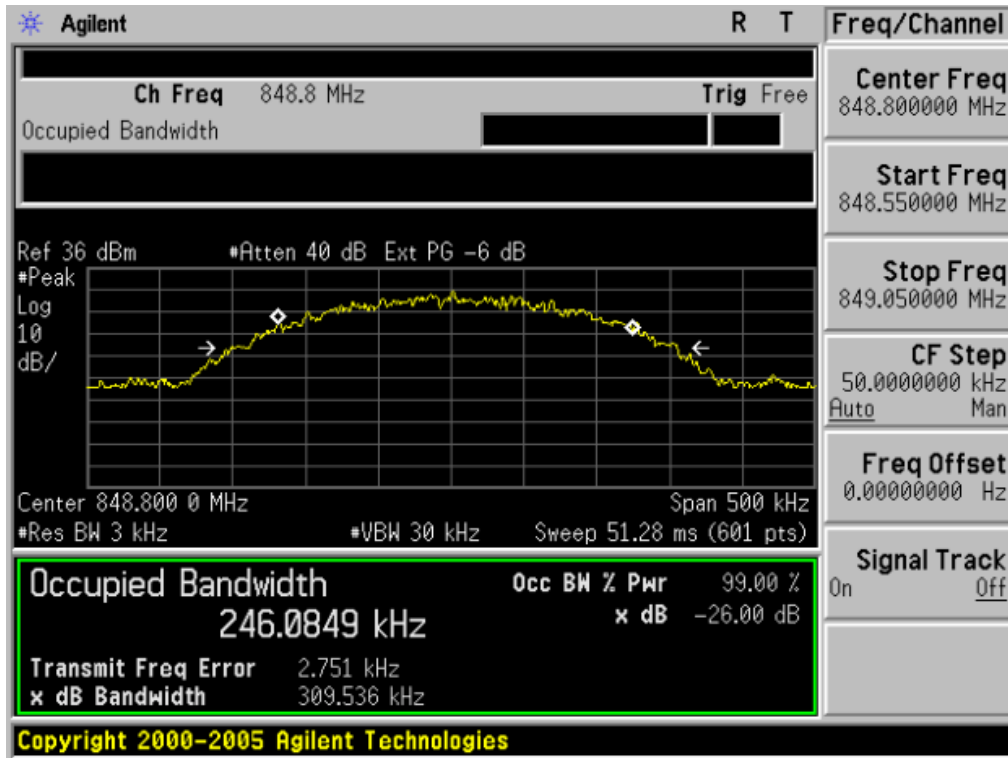 Agilent R T
Ch Freq 848.8 MHz Trig Free
Occupied Bandwidth
Ref 36 dBm #Atten 40 dB Ext PG -6 dB
#Peak
Log
10
dB/
Center 848.800 0 MHz Span 500 kHz
#Res BW 3 kHz #VBW 30 kHz Sweep 51.28 ms (601 pts)
Occupied Bandwidth
246.0849 kHz
Occ BW % Pwr 99.00 %
x dB -26.00 dB
Transmit Freq Error 2.751 kHz
x dB Bandwidth 309.536 kHz
Copyright 2000-2005 Agilent Technologies
Freq/Channel
Center Freq
848.800000 MHz
Start Freq
848.550000 MHz
Stop Freq
849.050000 MHz
CF Step
50.0000000 kHz
Auto Man
Freq Offset
0.00000000 Hz
Signal Track
On Off